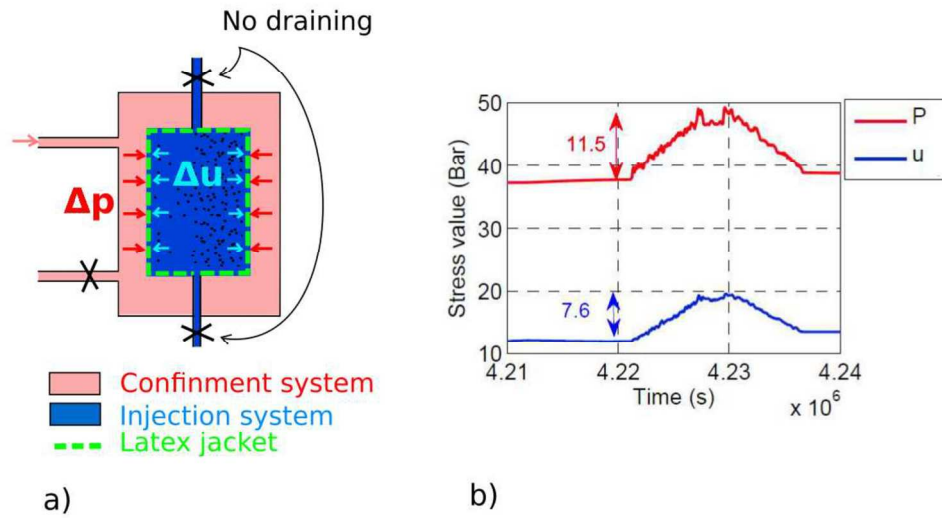 No draining
Δu
Δp
Confinment system
Injection system
Latex jacket
a)
50
40
30
20
10
Stress value (Bar)
11.5
7.6
4.21
4.22
4.23
4.24
Time (s)
x 10^6
P
u
b)